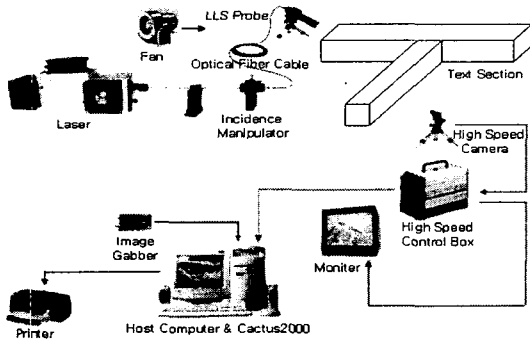 LLS Probe
Fan
Optical Fiber Cable
Text Section
Laser
Incidence
Manipulator
High Speed
Camera
High Speed
Control Box
Image
Gabber
Moniter
Host Computer & Cactus2000
Printer